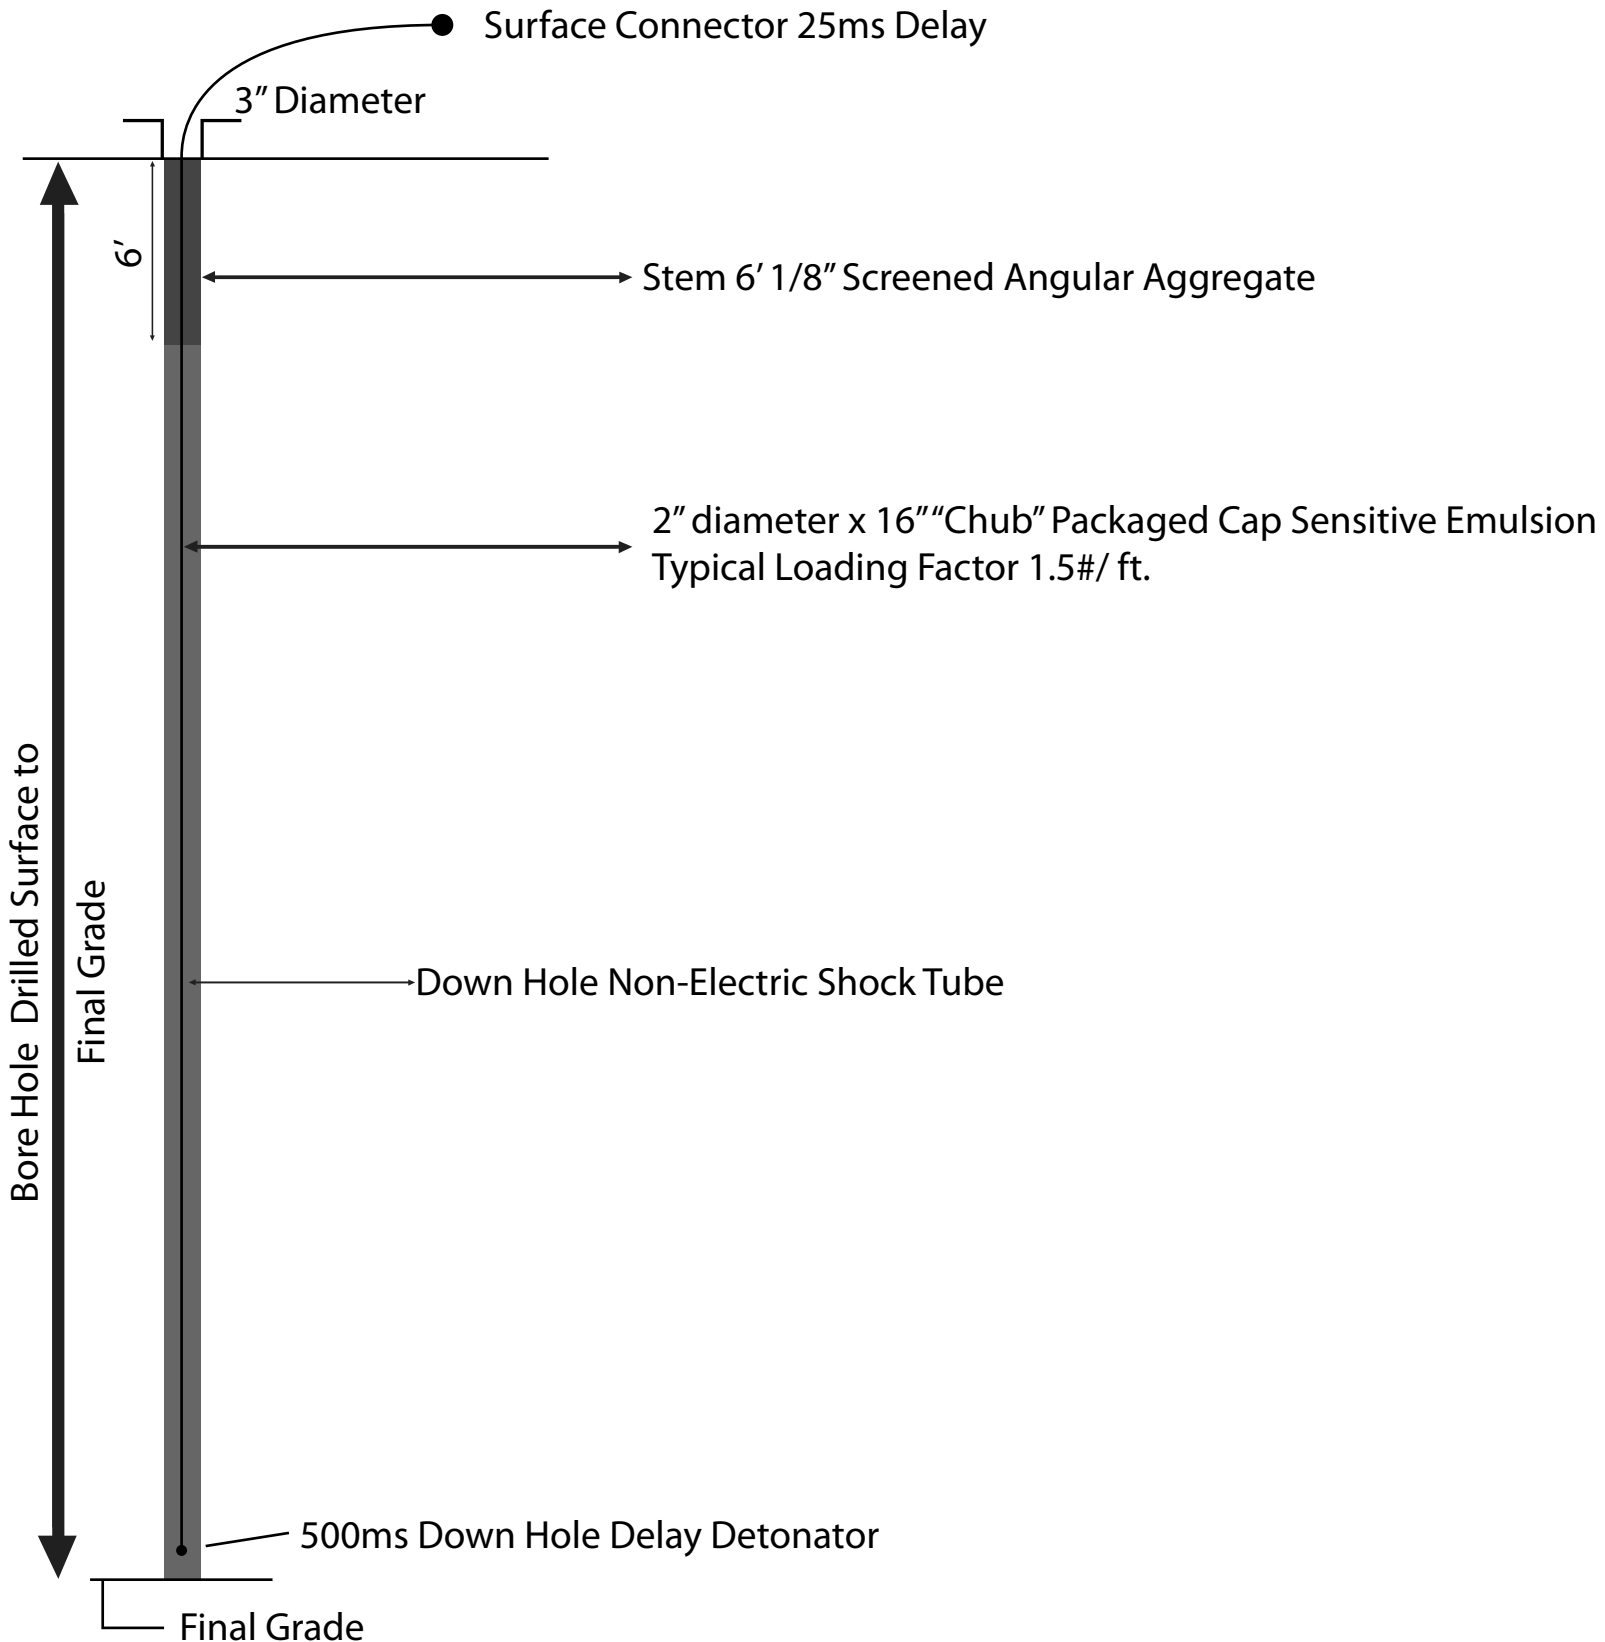 Surface Connector 25ms Delay
3” Diameter
6’
Stem 6’ 1/8” Screened Angular Aggregate
2” diameter x 16” “Chub” Packaged Cap Sensitive Emulsion
Typical Loading Factor 1.5#/ ft.
Bore Hole Drilled Surface to
Final Grade
Down Hole Non-Electric Shock Tube
500ms Down Hole Delay Detonator
Final Grade